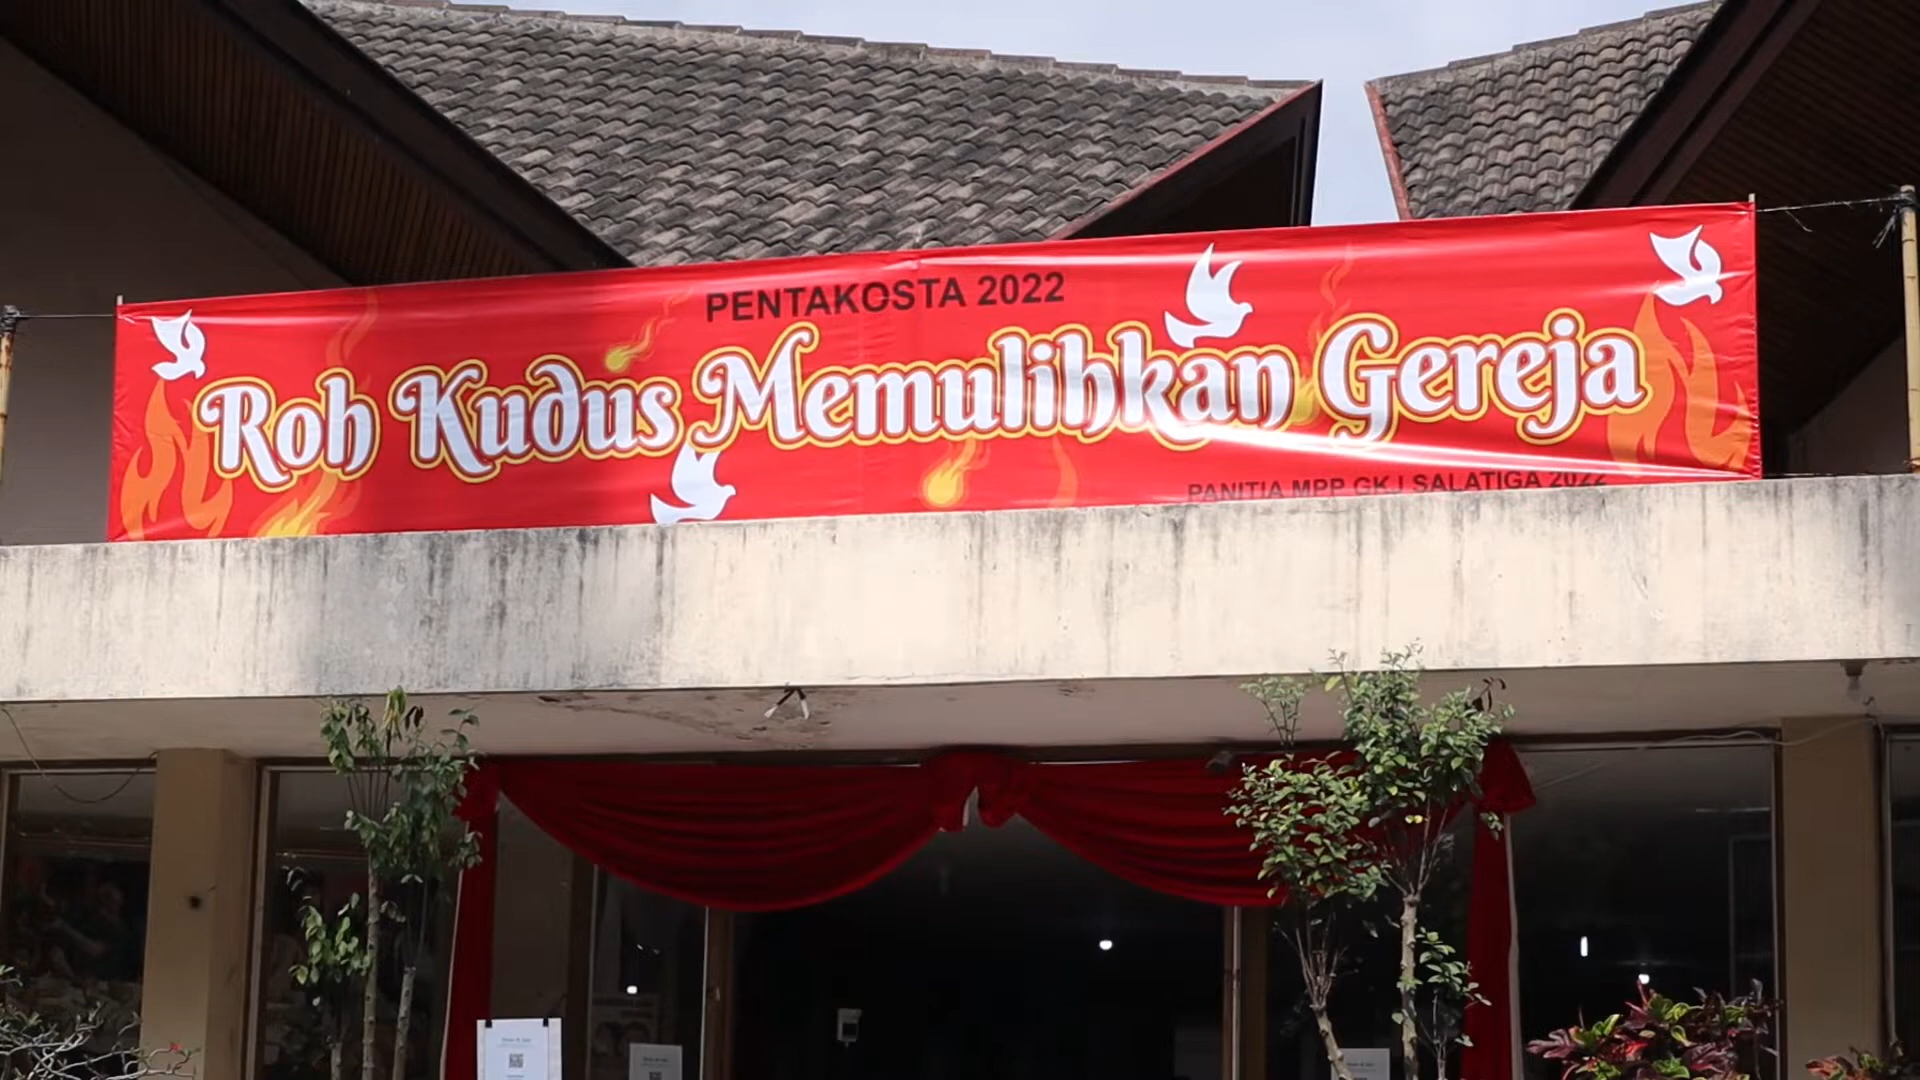 PENTAKOSTA 2022
Roh Kudus Memulihkan Gereja
PANITIA MPP GKJ SALATIGA 2022